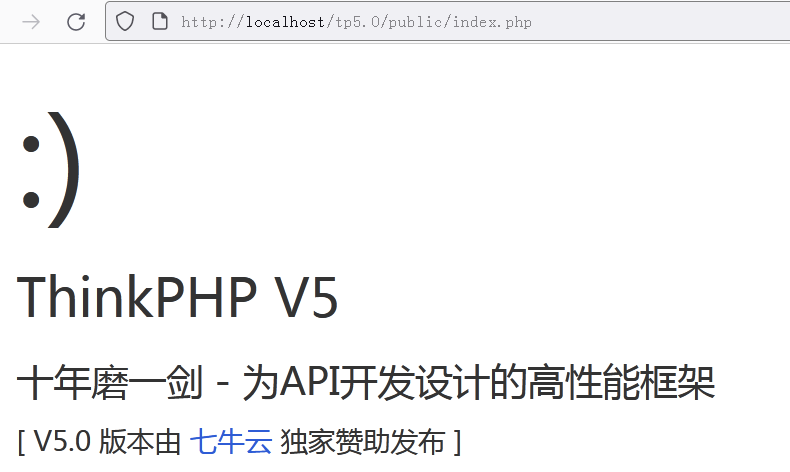 http://localhost/tp5.0/public/index.php
:)
ThinkPHP V5
十年磨一剑 - 为API开发设计的高性能框架
[ V5.0 版本由 七牛云 独家赞助发布 ]